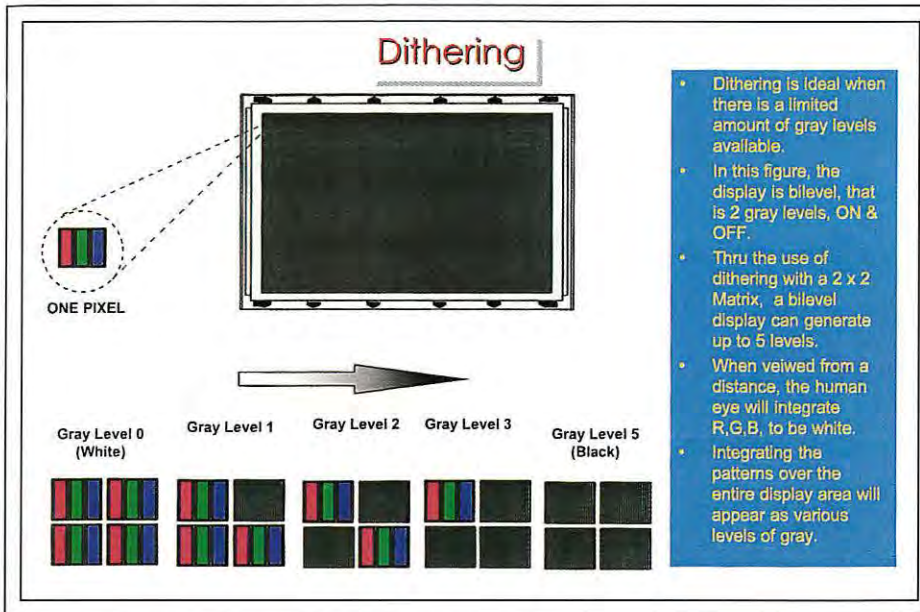 Dithering
ONE PIXEL
Gray Level 0
(White)
Gray Level 1
Gray Level 2
Gray Level 3
Gray Level 5
(Black)
• Dithering is ideal when
there is a limited
amount of gray levels
available.
• In this figure, the
display is bilevel, that
is 2 gray levels, ON &
OFF.
• Thru the use of
dithering with a 2 x 2
Matrix, a bilevel
display can generate
up to 5 levels.
• When veiwed from a
distance, the human
eye will integrate
R,G,B, to be white.
• Integrating the
patterns over the
entire display area will
appear as various
levels of gray.